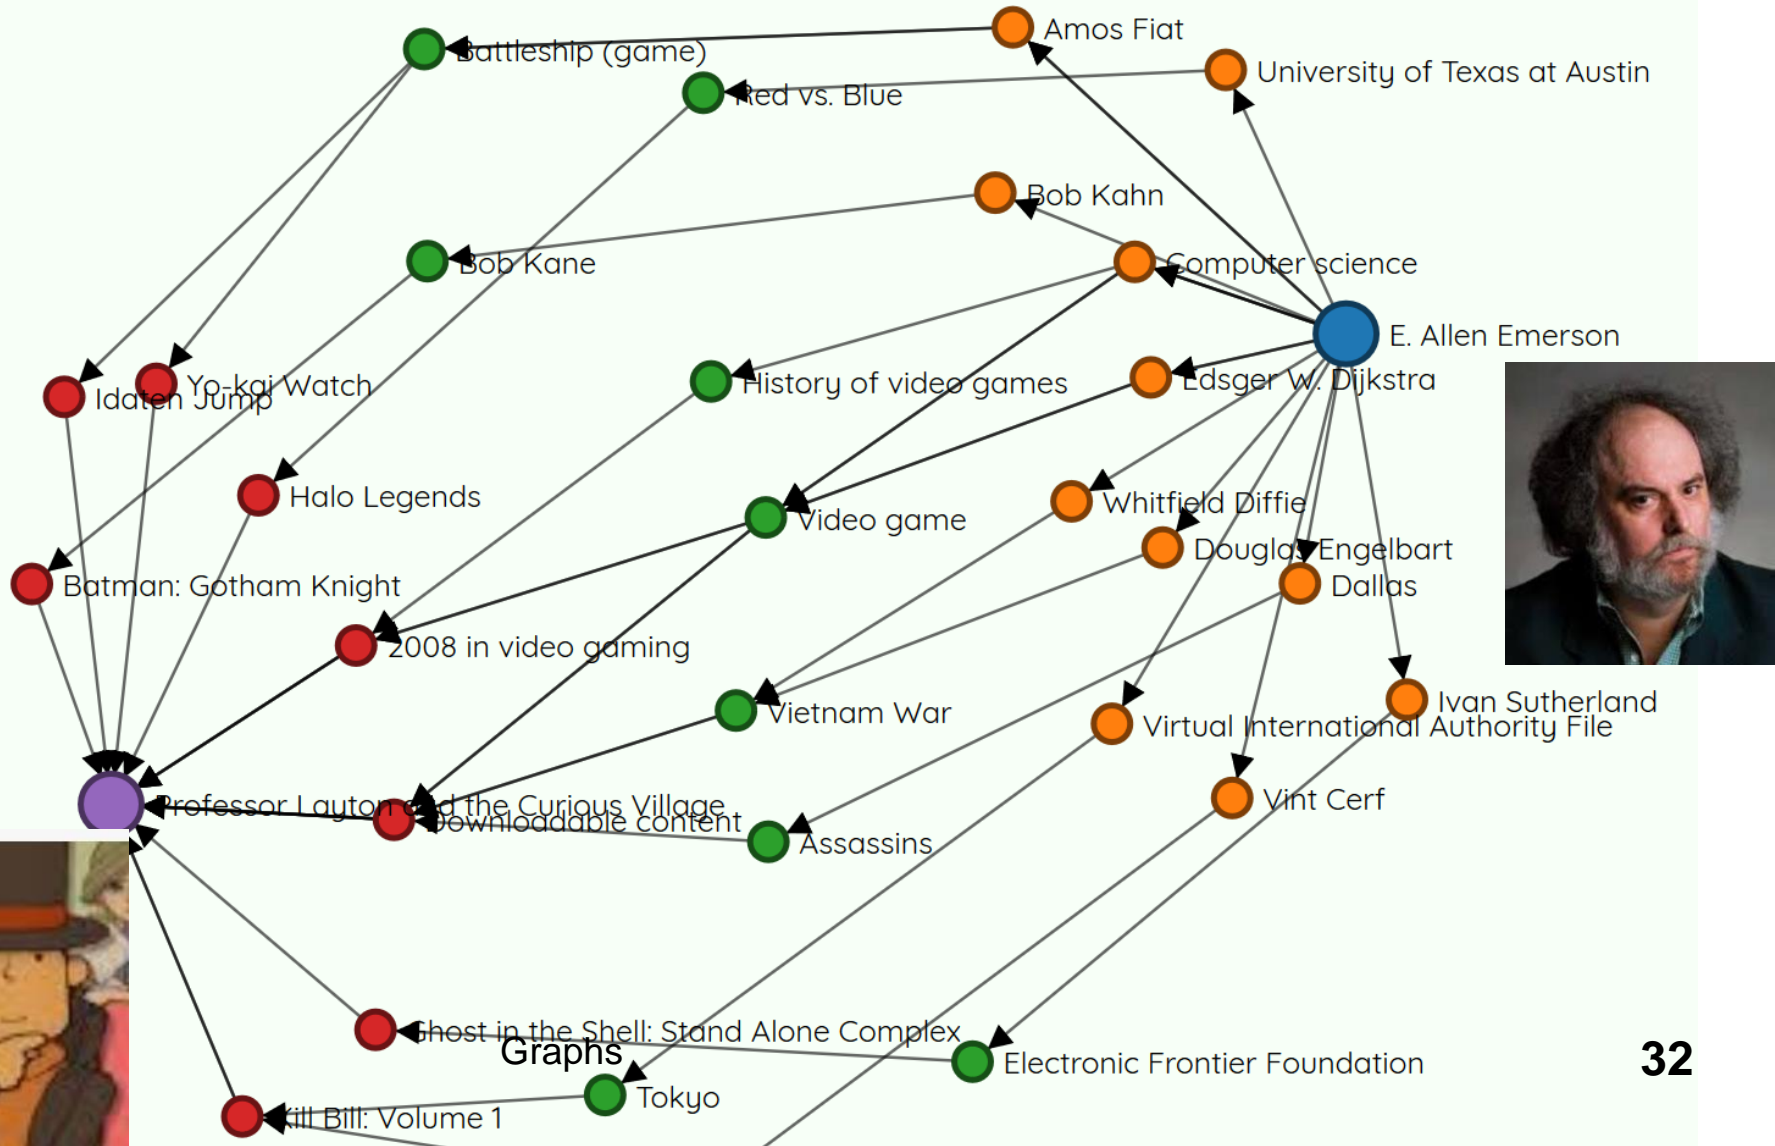 Amos Fiat
Battleship (game)
University of Texas at Austin
Red vs. Blue
Bob Kahn
Bob Kane
Computer science
E. Allen Emerson
History of video games
Edsger W. Dijkstra
Yo-kai Watch
Idaten Jump
Halo Legends
Whitfield Diffie
Video game
Douglas Engelbart
Batman: Gotham Knight
Dallas
2008 in video gaming
Ivan Sutherland
Vietnam War
Virtual International Authority File
Vint Cerf
Professor Layton and the Curious Village
Downloadable content
Assassins
Ghost in the Shell: Stand Alone Complex
Graphs
32
Electronic Frontier Foundation
Tokyo
Kill Bill: Volume 1